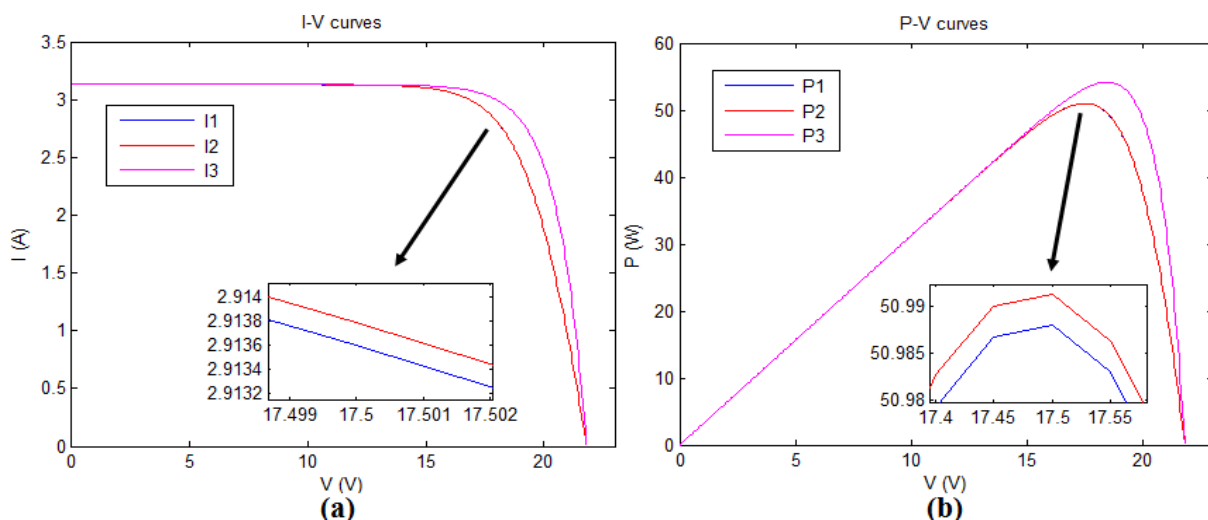 I-V curves
3.5
3
2.5
2
1.5
1
0.5
0
I (A)
I1
I2
I3
2.914
2.9138
2.9136
2.9134
2.9132
17.499
17.5
17.501
17.502
0
5
10
15
20
V (V)
(a)
P-V curves
60
50
40
30
20
10
0
P (W)
P1
P2
P3
50.99
50.985
50.98
17.4
17.45
17.5
17.55
0
5
10
15
20
V (V)
(b)